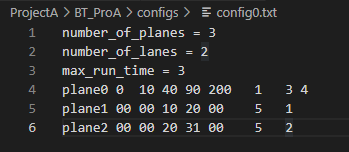 ProjectA > BT_ProA > configs > config0.txt
1 number_of_planes = 3
2 number_of_lanes = 2
3 max_run_time = 3
4 plane0 0  10 40 90 200   1   3 4
5 plane1 00 00 10 20 00    5   1
6 plane2 00 00 20 31 00    5   2